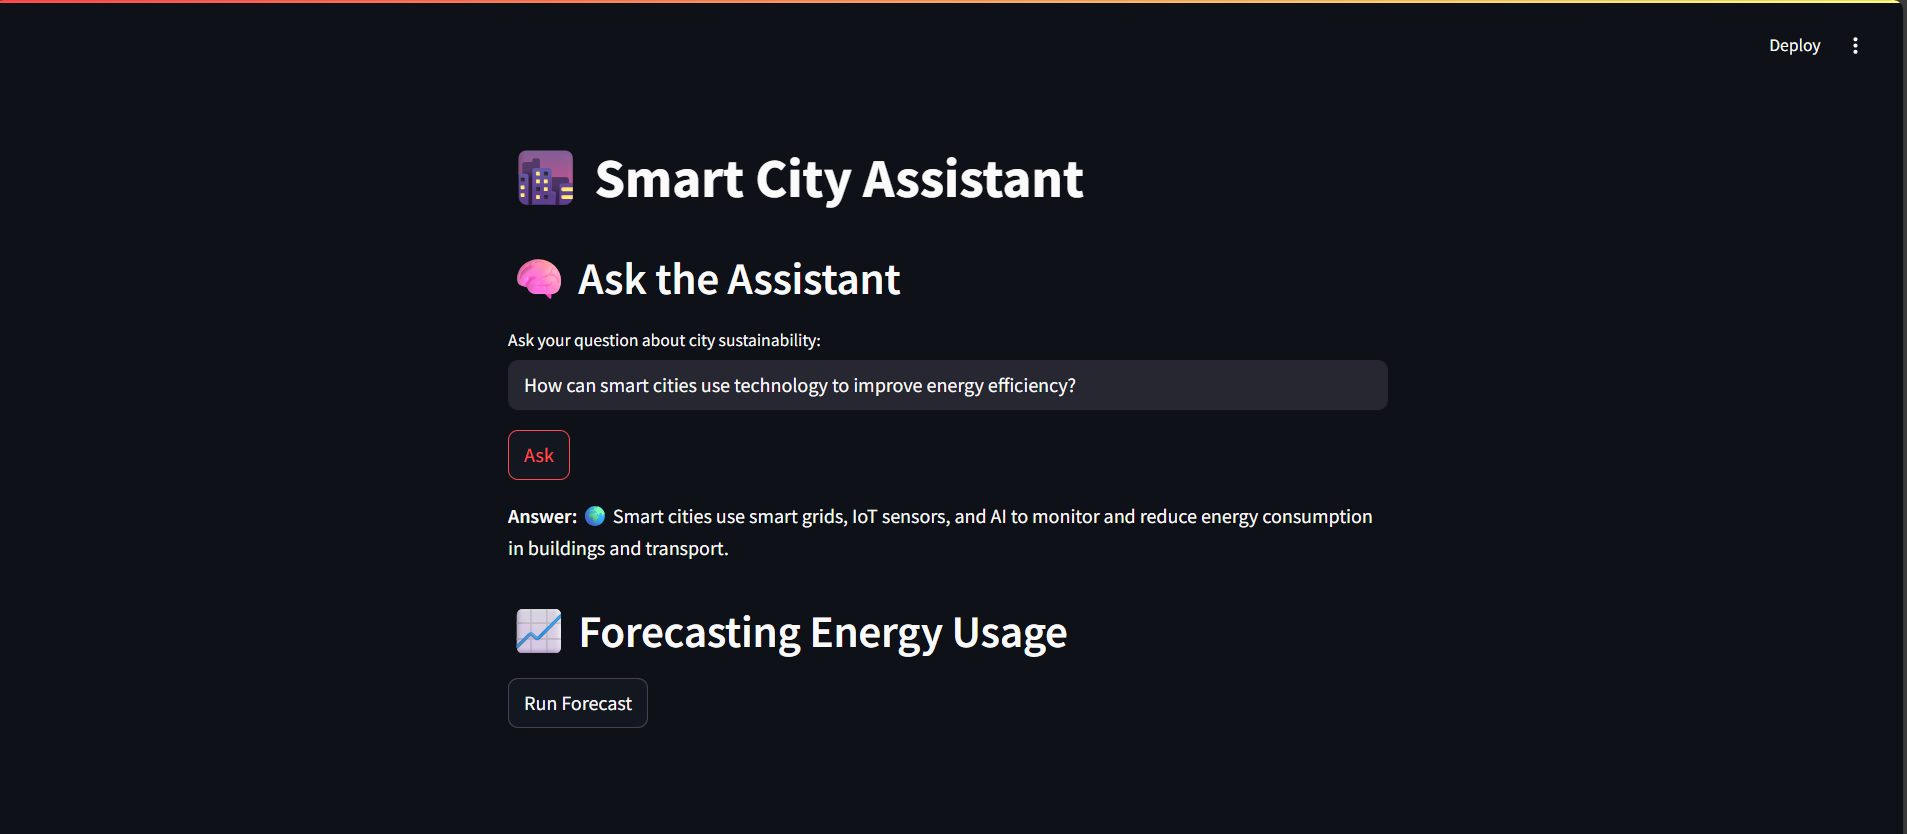 Deploy
Smart City Assistant
Ask the Assistant
Ask your question about city sustainability:
How can smart cities use technology to improve energy efficiency?
Ask
Answer: 🌍 Smart cities use smart grids, IoT sensors, and AI to monitor and reduce energy consumption
in buildings and transport.
Forecasting Energy Usage
Run Forecast